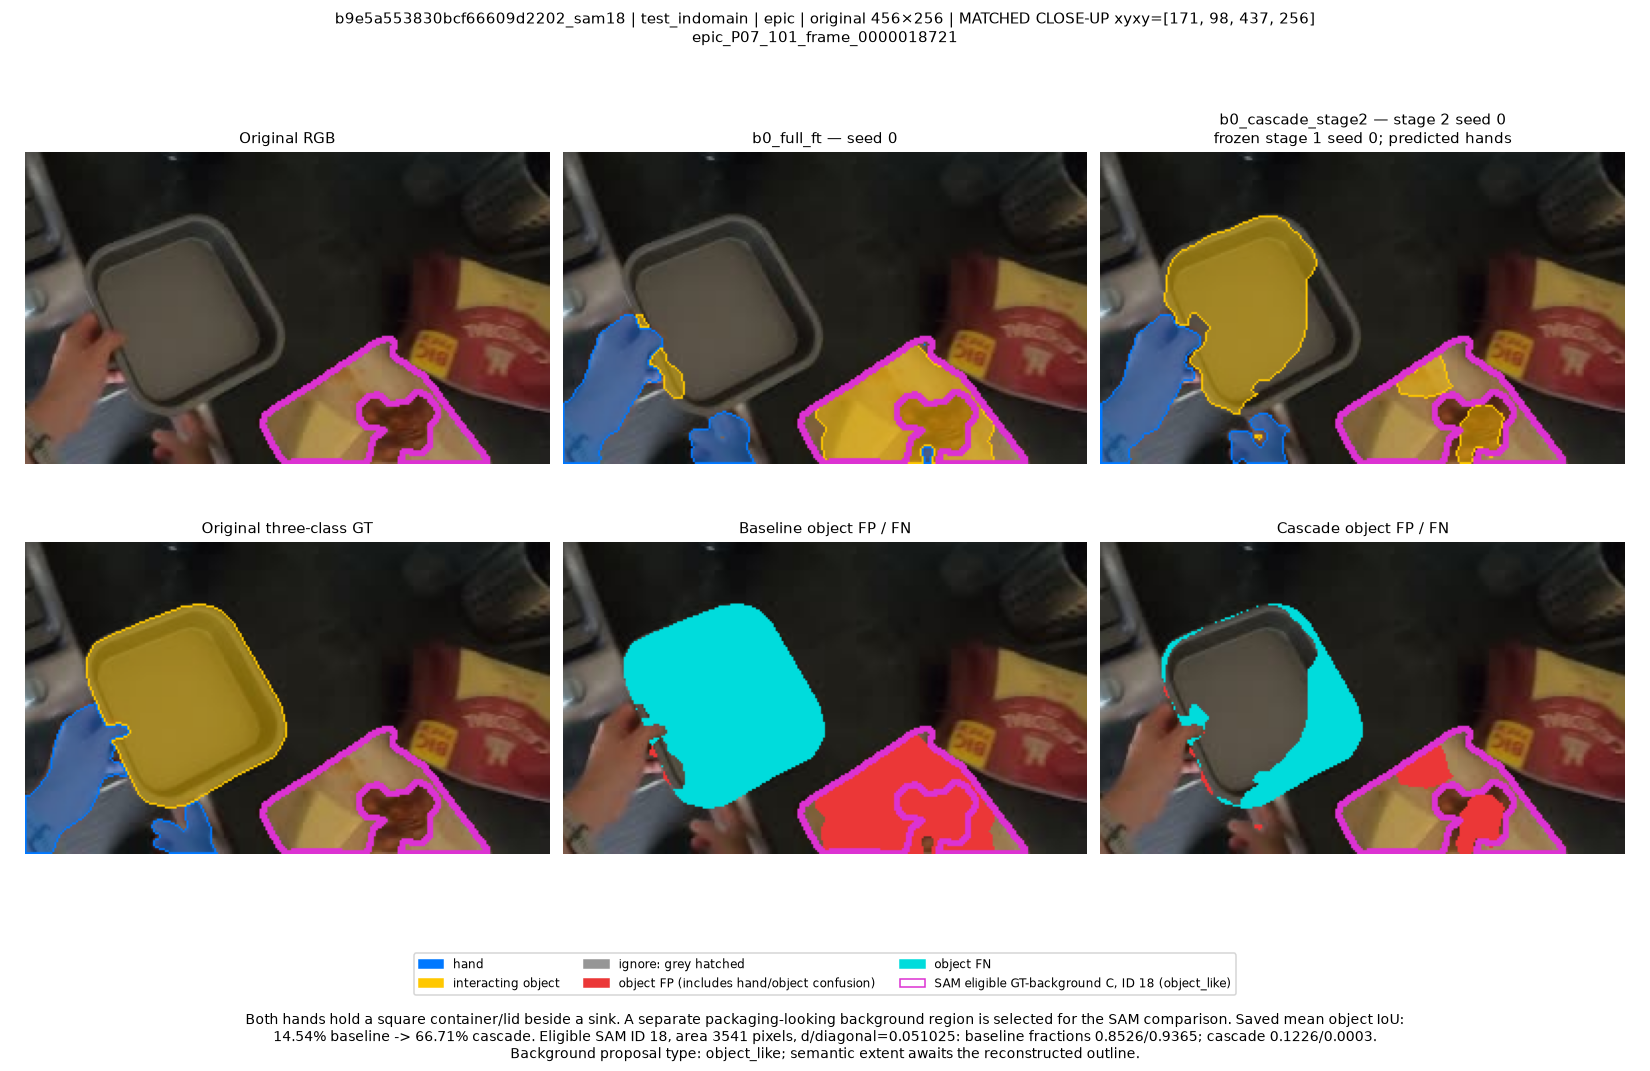 b9e5a553830bcf66609d2202_sam18 | test_indomain | epic | original 456×256 | MATCHED CLOSE-UP xyxy=[171, 98, 437, 256]
epic_P07_101_frame_0000018721
Original RGB
b0_full_ft — seed 0
b0_cascade_stage2 — stage 2 seed 0
frozen stage 1 seed 0; predicted hands
BIG
BIG
BIG
Original three-class GT
Baseline object FP / FN
Cascade object FP / FN
BIG
BIG
BIG
hand
interacting object
ignore: grey hatched
object FP (includes hand/object confusion)
object FN
SAM eligible GT-background C, ID 18 (object_like)
Both hands hold a square container/lid beside a sink. A separate packaging-looking background region is selected for the SAM comparison. Saved mean object IoU:
14.54% baseline -> 66.71% cascade. Eligible SAM ID 18, area 3541 pixels, d/diagonal=0.051025: baseline fractions 0.8526/0.9365; cascade 0.1226/0.0003.
Background proposal type: object_like; semantic extent awaits the reconstructed outline.